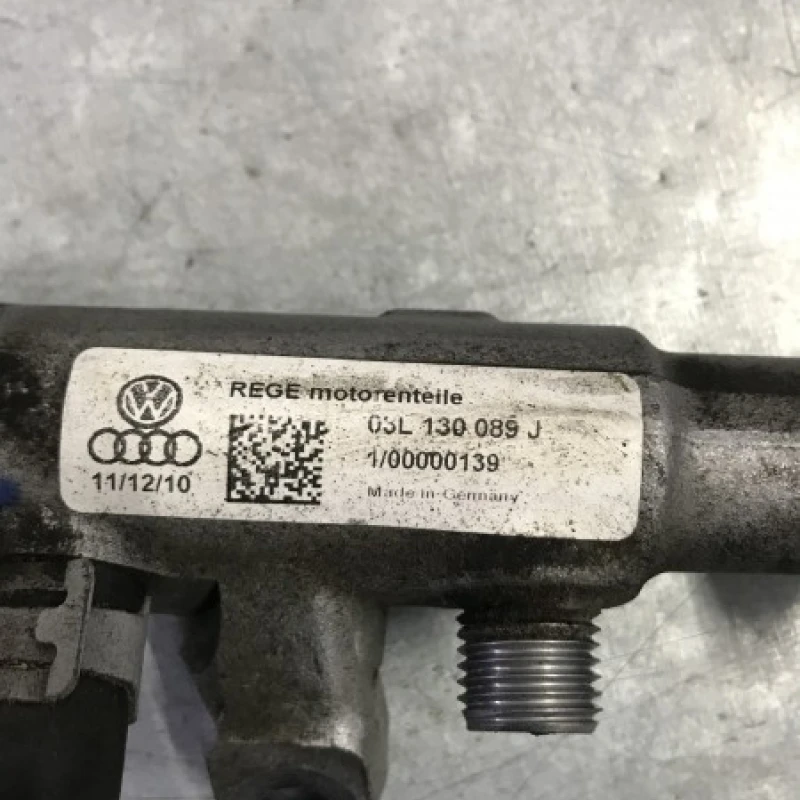 REGE motorenteile
03L 130 089 J
1/00000139
Made in Germany
11/12/10